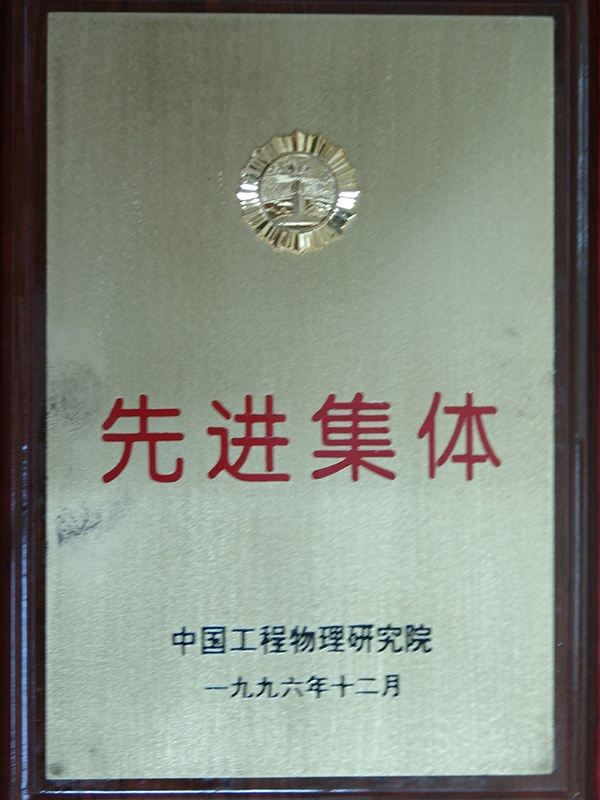 先进集体
中国工程物理研究院
一九九六年十二月